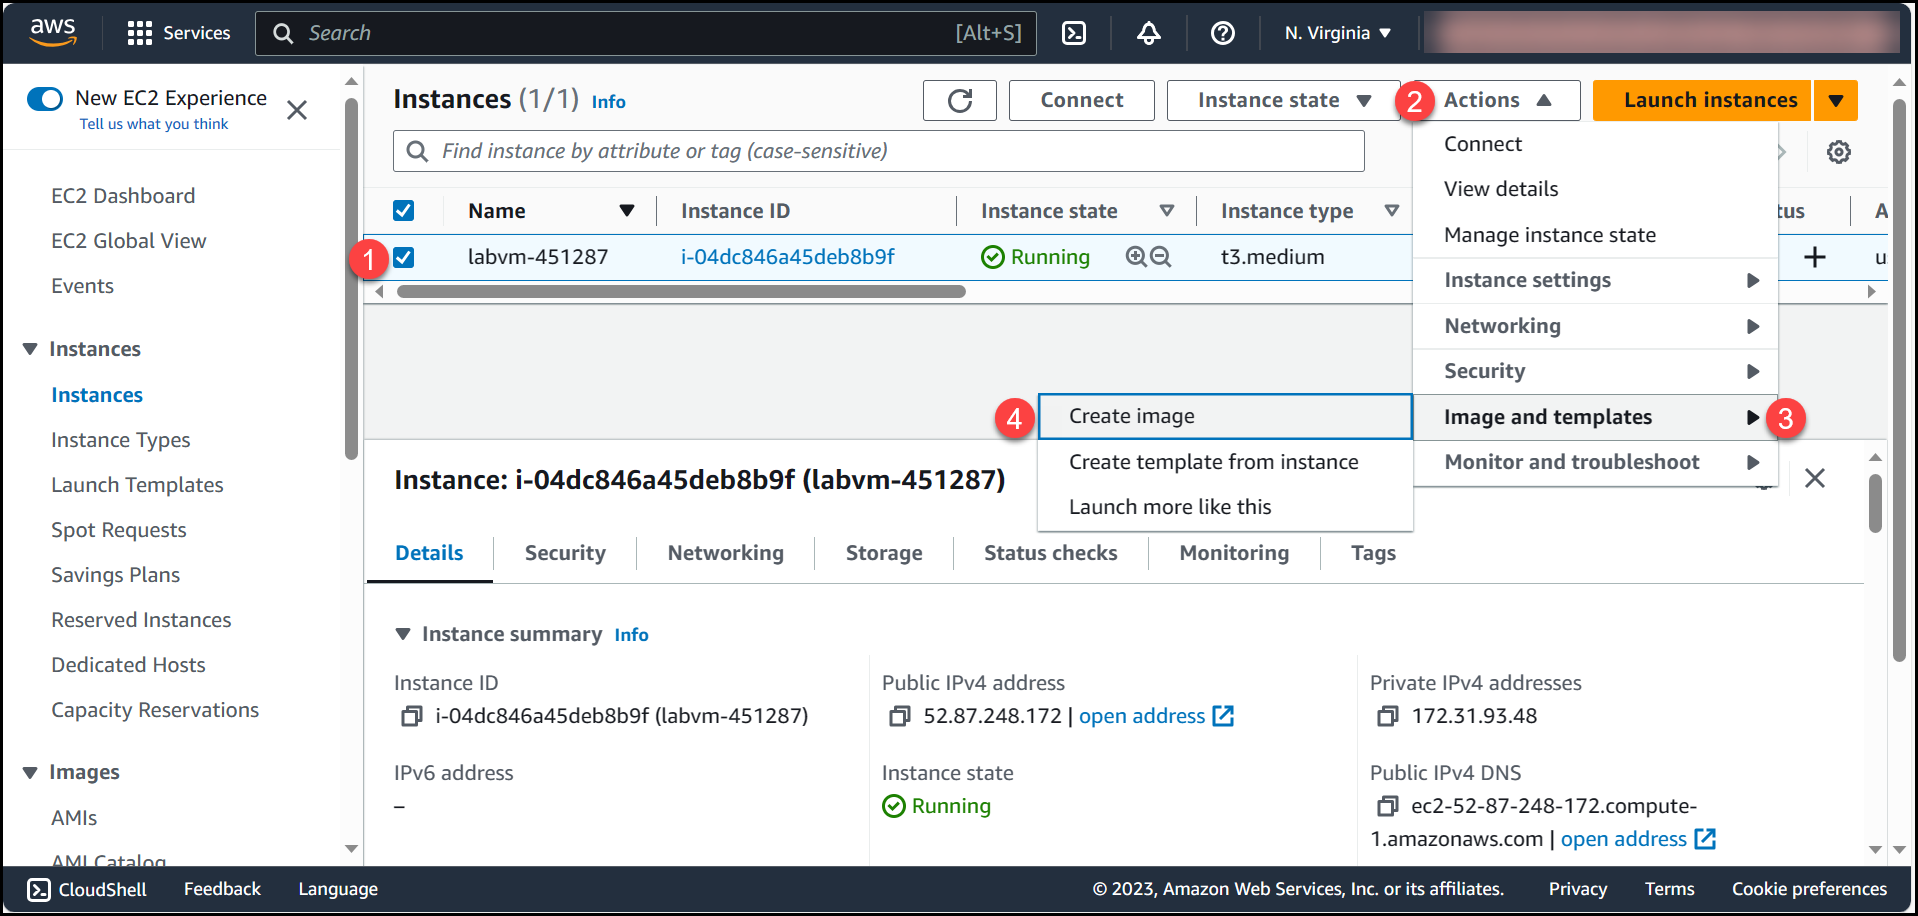 aws
Services
Search
[Alt+S]
N. Virginia
New EC2 Experience
Tell us what you think
EC2 Dashboard
EC2 Global View
Events
Instances
Instances
Instance Types
Launch Templates
Spot Requests
Savings Plans
Reserved Instances
Dedicated Hosts
Capacity Reservations
Images
AMIs
AMI Catalog
Instances (1/1) Info
Connect
Instance state
2
Actions
Launch instances
Find instance by attribute or tag (case-sensitive)
Name
Instance ID
Instance state
Instance type
tus
A
1
labvm-451287
i-04dc846a45deb8b9f
Running
t3.medium
u
Connect
View details
Manage instance state
Instance settings
Networking
Security
Image and templates
3
Monitor and troubleshoot
4
Create image
Create template from instance
Launch more like this
Instance: i-04dc846a45deb8b9f (labvm-451287)
Details
Security
Networking
Storage
Status checks
Monitoring
Tags
Instance summary Info
Instance ID
i-04dc846a45deb8b9f (labvm-451287)
Public IPv4 address
52.87.248.172 | open address
Private IPv4 addresses
172.31.93.48
IPv6 address
–
Instance state
Running
Public IPv4 DNS
ec2-52-87-248-172.compute-
1.amazonaws.com | open address
CloudShell
Feedback
Language
© 2023, Amazon Web Services, Inc. or its affiliates.
Privacy
Terms
Cookie preferences